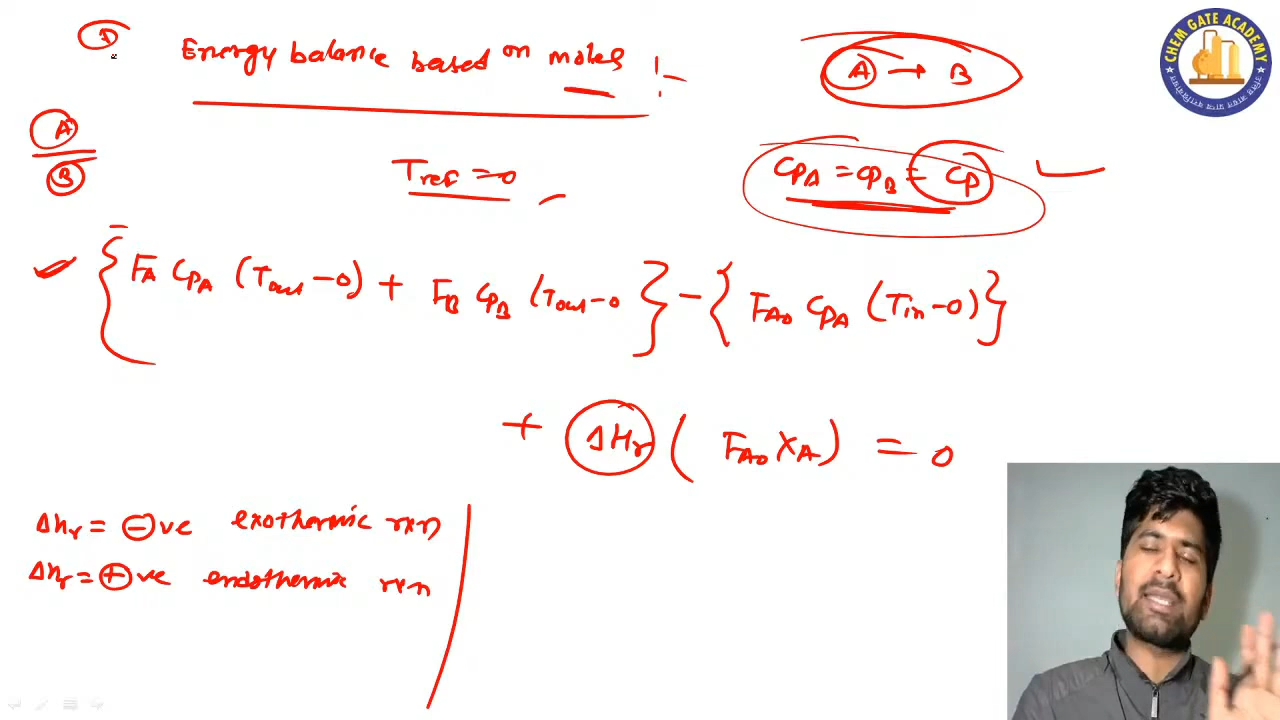 ①
Energy balance based on moles :-
A → B
A
B
Tref = 0
CPA = CPB = CP
{ FA CPA (Tout - 0) + FB CPB (Tout - 0 } - { FA0 CPA (Tin - 0) }
+ ΔHr ( FA0 XA ) = 0
Δhr = ⊖ve exothermic rxn
Δhr = ⊕ve endothermic rxn
CHEM GATE ACADEMY